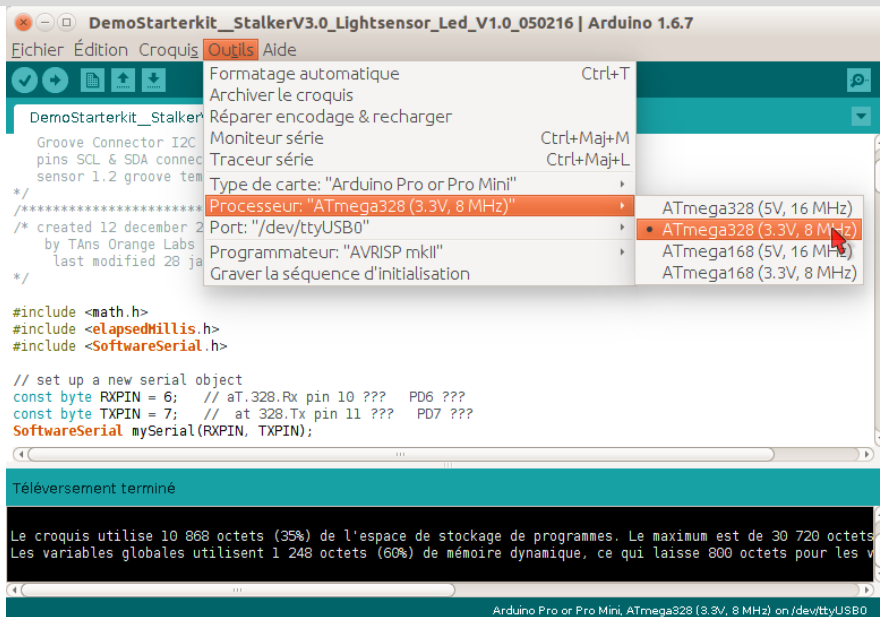 DemoStarterkit__StalkerV3.0_Lightsensor_Led_V1.0_050216 | Arduino 1.6.7
Fichier Édition Croquis Outils Aide
DemoStarterkit__Stalker
Formatage automatique Ctrl+T
Archiver le croquis
Réparer encodage & recharger
Moniteur série Ctrl+Maj+M
Traceur série Ctrl+Maj+L
Type de carte: "Arduino Pro or Pro Mini"
Processeur: "ATmega328 (3.3V, 8 MHz)"
Port: "/dev/ttyUSB0"
Programmateur: "AVRISP mkII"
Graver la séquence d'initialisation
ATmega328 (5V, 16 MHz)
ATmega328 (3.3V, 8 MHz)
ATmega168 (5V, 16 MHz)
ATmega168 (3.3V, 8 MHz)
Groove Connector I2C
pins SCL & SDA connec
sensor 1.2 groove tem
*/
/************************
/* created 12 december 2
by TAns Orange Labs
last modified 28 ja
*/
#include <math.h>
#include <elapsedMillis.h>
#include <SoftwareSerial.h>
// set up a new serial object
const byte RXPIN = 6; // aT.328.Rx pin 10 ??? PD6 ???
const byte TXPIN = 7; // at 328.Tx pin 11 ??? PD7 ???
SoftwareSerial mySerial(RXPIN, TXPIN);
Téléversement terminé
Le croquis utilise 10 868 octets (35%) de l'espace de stockage de programmes. Le maximum est de 30 720 octets
Les variables globales utilisent 1 248 octets (60%) de mémoire dynamique, ce qui laisse 800 octets pour les v
Arduino Pro or Pro Mini, ATmega328 (3.3V, 8 MHz) on /dev/ttyUSB0